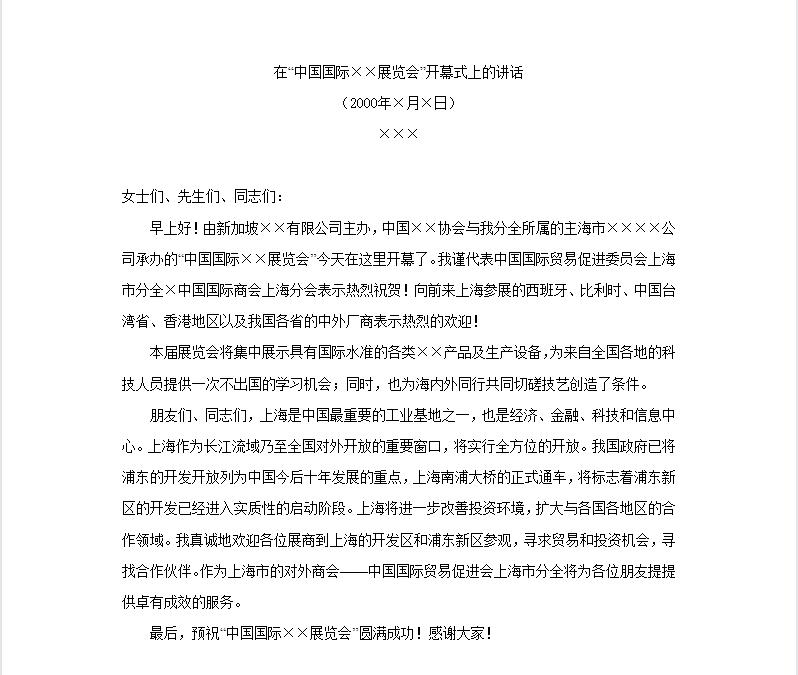 在“中国国际××展览会”开幕式上的讲话
（2000年×月×日）
×××
女士们、先生们、同志们：
早上好！由新加坡××有限公司主办，中国××协会与我分全所属的主海市××××公
司承办的“中国国际××展览会”今天在这里开幕了。我谨代表中国国际贸易促进委员会上海
市分全×中国国际商会上海分会表示热烈祝贺！向前来上海参展的西班牙、比利时、中国台
湾省、香港地区以及我国各省的中外厂商表示热烈的欢迎！
本届展览会将集中展示具有国际水准的各类××产品及生产设备，为来自全国各地的科
技人员提供一次不出国的学习机会；同时，也为海内外同行共同切磋技艺创造了条件。
朋友们、同志们，上海是中国最重要的工业基地之一，也是经济、金融、科技和信息中
心。上海作为长江流域乃至全国对外开放的重要窗口，将实行全方位的开放。我国政府已将
浦东的开发开放列为中国今后十年发展的重点，上海南浦大桥的正式通车，将标志着浦东新
区的开发已经进入实质性的启动阶段。上海将进一步改善投资环境，扩大与各国各地区的合
作领域。我真诚地欢迎各位展商到上海的开发区和浦东新区参观，寻求贸易和投资机会，寻
找合作伙伴。作为上海市的对外商会——中国国际贸易促进会上海市分全将为各位朋友提提
供卓有成效的服务。
最后，预祝“中国国际××展览会”圆满成功！感谢大家！